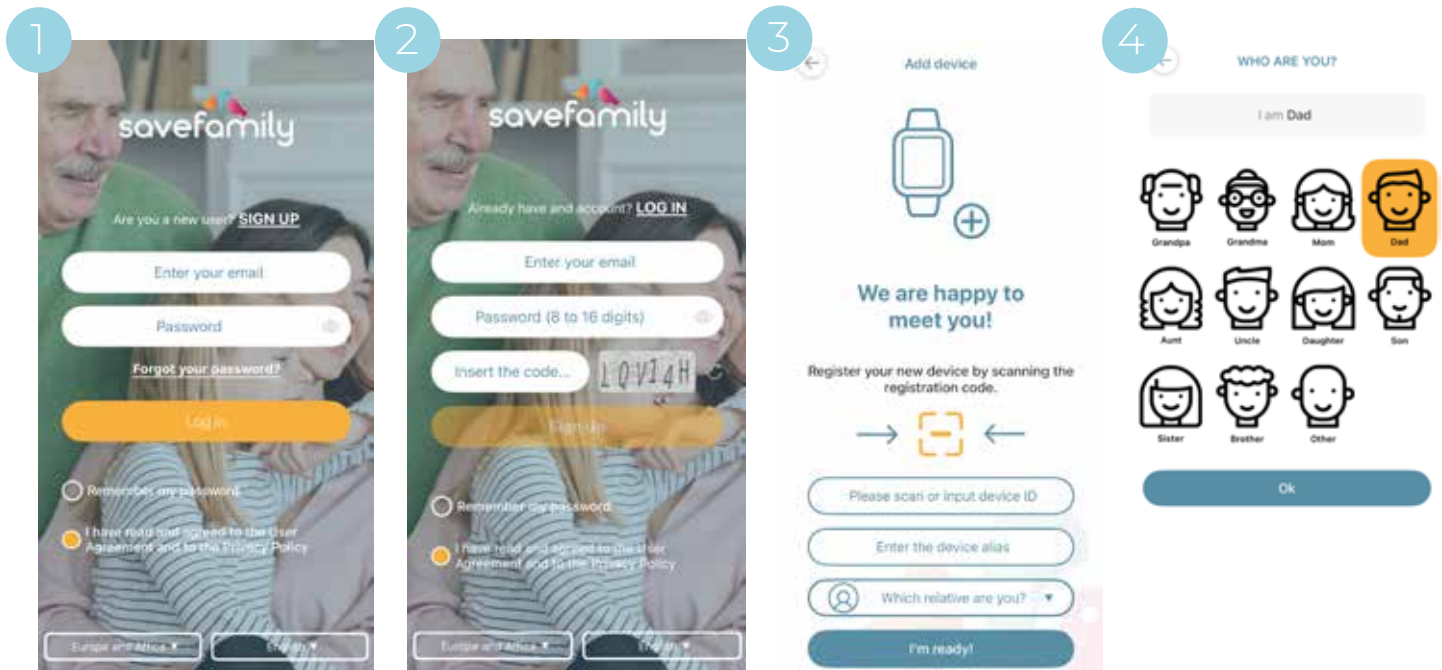 1
savefamily
Are you a new user? SIGN UP
Enter your email
Password
Forgot your password?
Log in
Remember my password
I have read and agreed to the User
Agreement and to the Privacy Policy
Europe and Africa ▼
English ▼
2
savefamily
Already have and account? LOG IN
Enter your email
Password (8 to 16 digits)
Insert the code...
Sign up
Remember my password
I have read and agreed to the User
Agreement and to the Privacy Policy
Europe and Africa ▼
English ▼
3
Add device
We are happy to
meet you!
Register your new device by scanning the
registration code.
Please scan or input device ID
Enter the device alias
Which relative are you? ▼
I'm ready!
4
WHO ARE YOU?
I am Dad
Grandpa
Grandma
Mom
Dad
Aunt
Uncle
Daughter
Son
Sister
Brother
Other
Ok